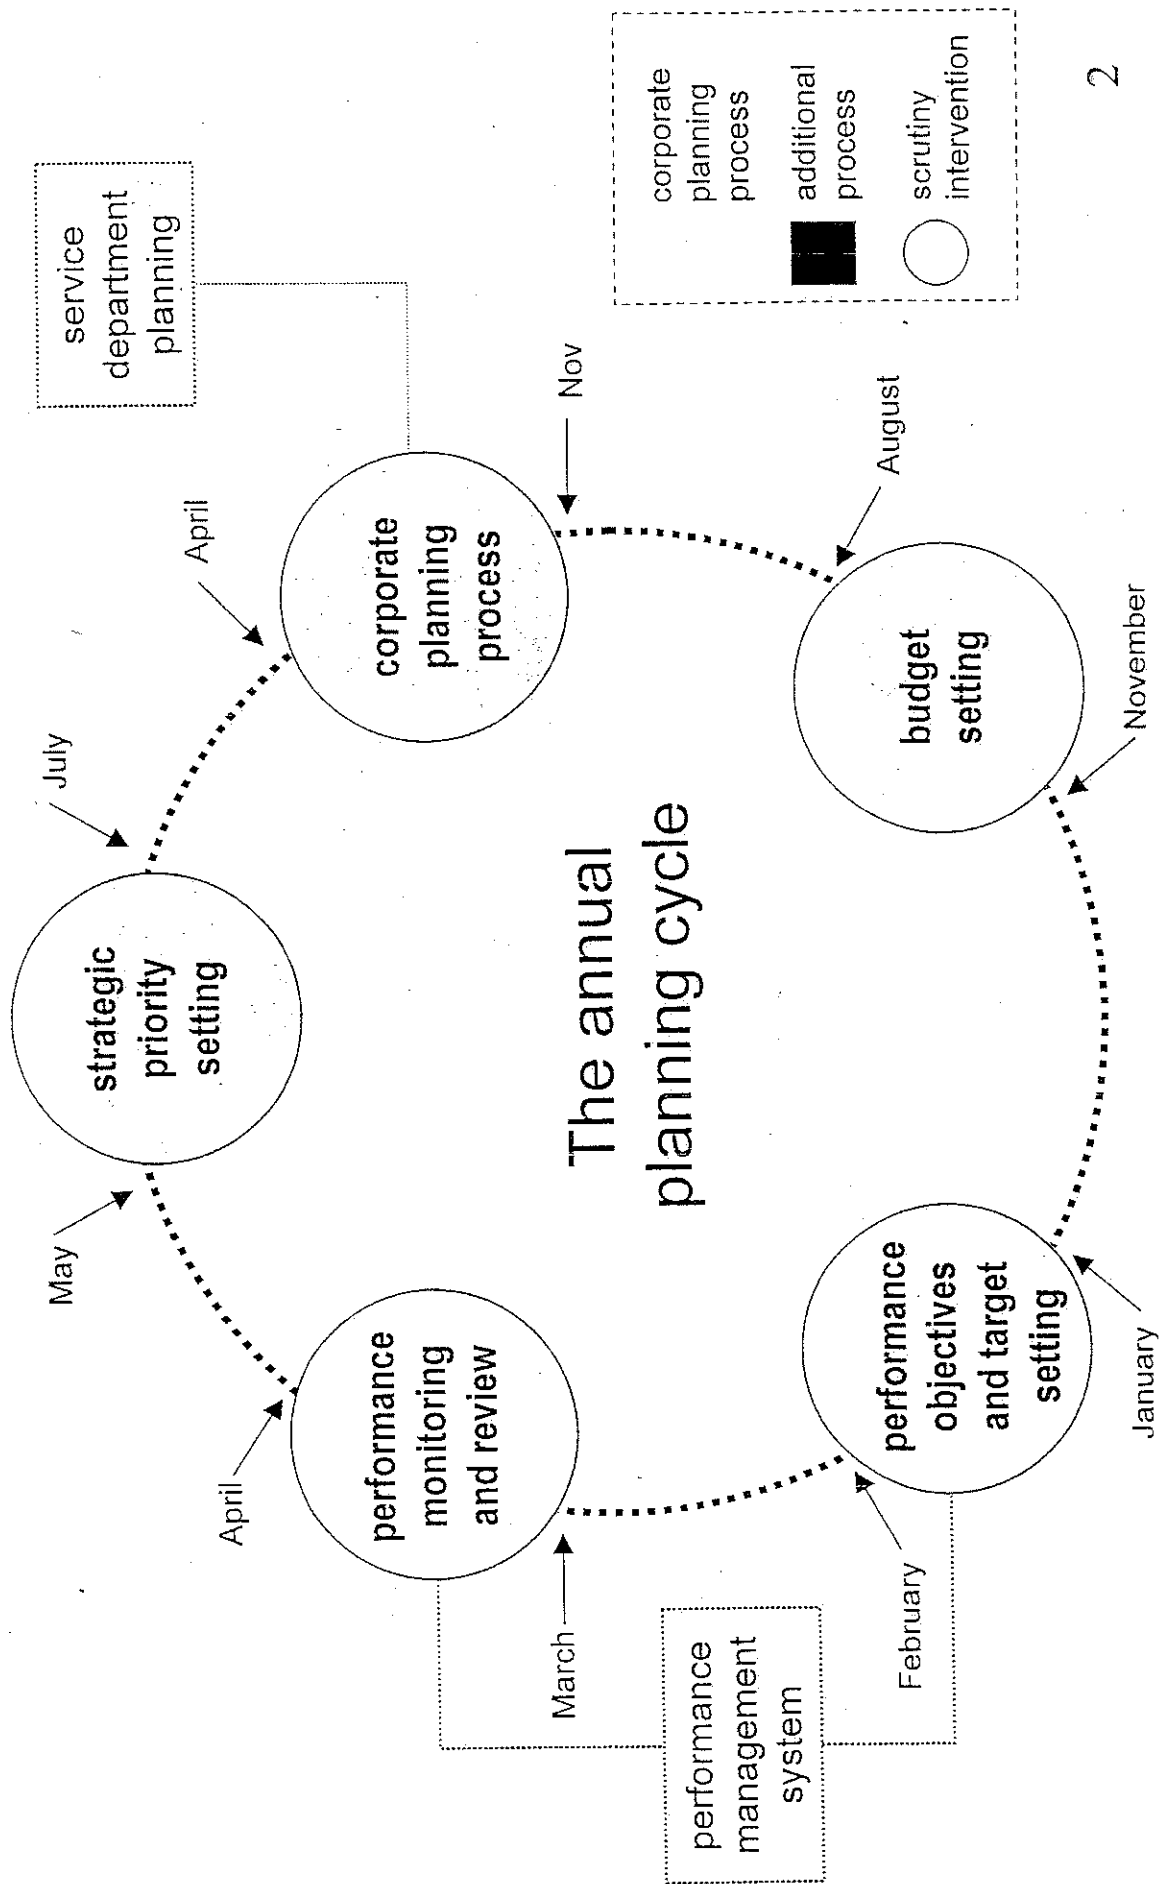 strategic
priority
setting
May
July
April
April
performance
monitoring
and review
corporate
planning
process
service
department
planning
The annual
planning cycle
March
Nov
performance
management
system
February
August
performance
objectives
and target
setting
budget
setting
January
November
corporate
planning
process
additional
process
scrutiny
intervention
2